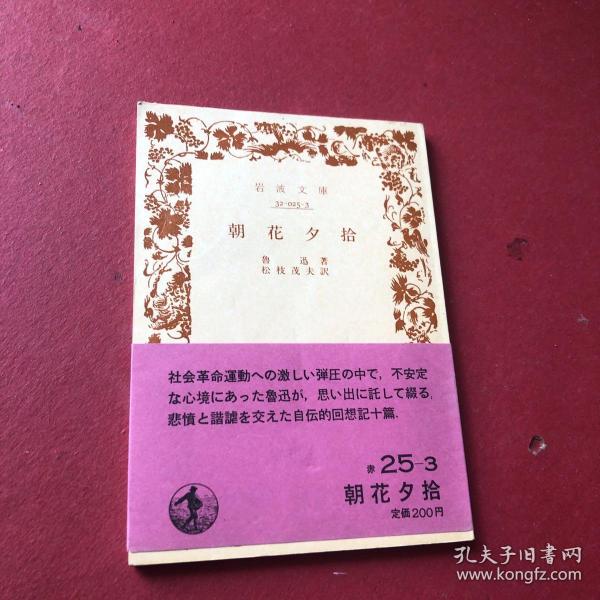 岩波文庫
32-025-3
朝花夕拾
魯迅著
松枝茂夫訳
社会革命運動への激しい弾圧の中で，不安定
な心境にあった魯迅が，思い出に託して綴る，
悲憤と諧謔を交えた自伝的回想記十篇．
赤 25-3
朝花夕拾
定価200円
孔夫子旧书网
www.kongfz.com